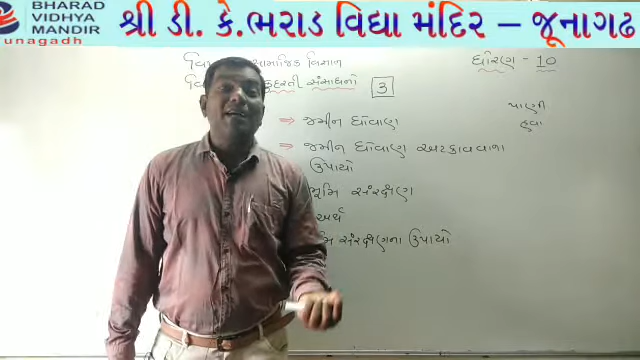 BHARAD
VIDHYA
MANDIR
unagadh
શ્રી ડી. કે.ભરાડ વિદ્યા મંદિર – જૂનાગઢ
સામાજિક વિજ્ઞાન
ધોરણ - 10
કુદરતી સંસાધનો
3
પાણી
હવા
⇒ જમીન ધોવાણ
⇒ જમીન ધોવાણ અટકાવવાના
ઉપાયો
ભૂમિ સંરક્ષણ
અર્થ
સંરક્ષણના ઉપાયો